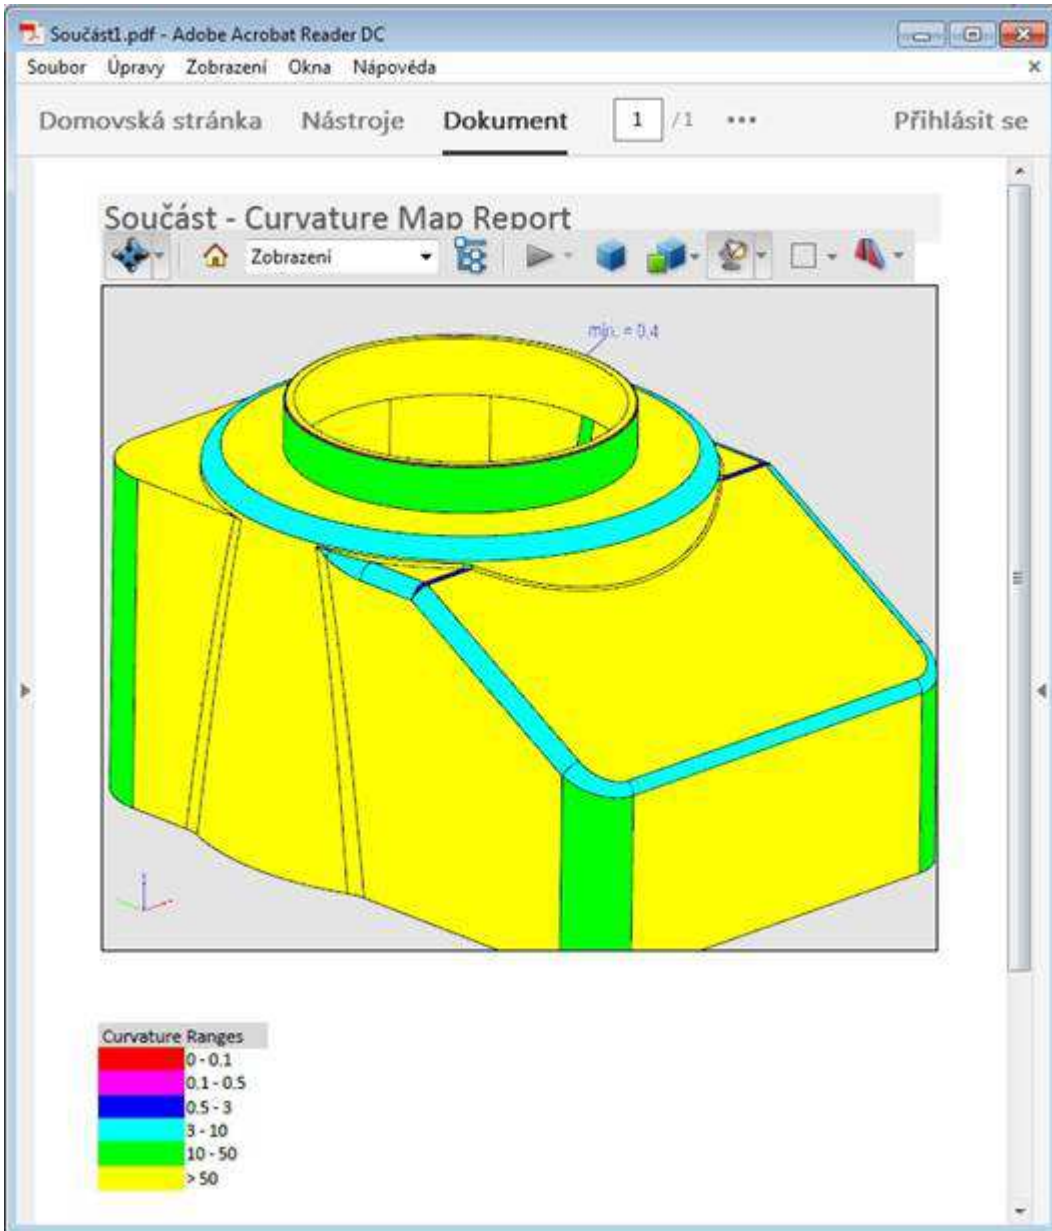 Součást1.pdf - Adobe Acrobat Reader DC
Soubor Úpravy Zobrazení Okna Nápověda
Domovská stránka Nástroje Dokument 1 / 1 ••• Přihlásit se
Součást - Curvature Map Report
Zobrazení
min. = 0.4
Curvature Ranges
0 - 0.1
0.1 - 0.5
0.5 - 3
3 - 10
10 - 50
> 50